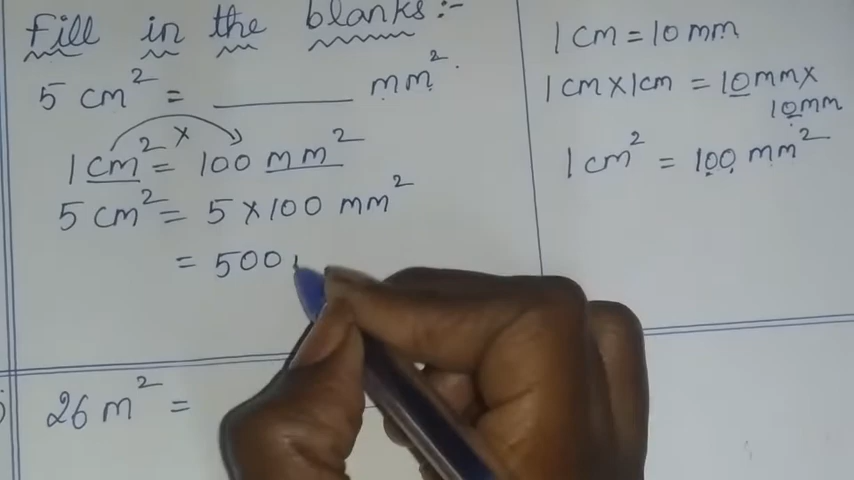 Fill in the blanks:-
5 cm² = ________ mm².
×
1 cm² = 100 mm²
5 cm² = 5 × 100 mm²
= 500
26 m² =
1 cm = 10 mm
1 cm × 1 cm = 10 mm ×
10 mm
1 cm² = 100 mm²